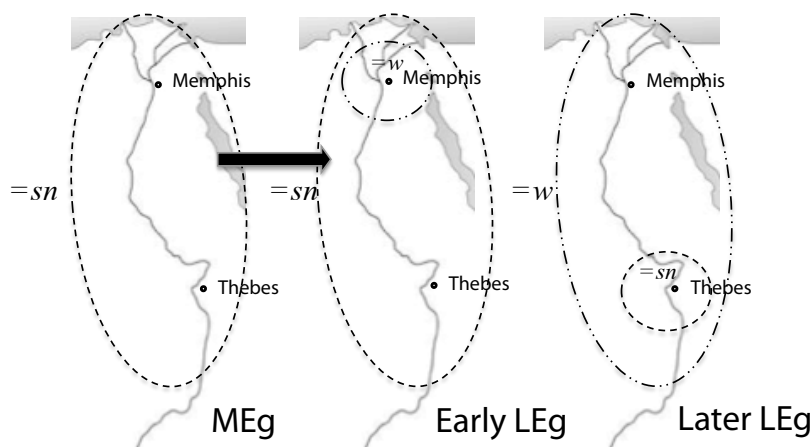 =sn
Memphis
Thebes
MEg
=sn
=w
Memphis
Thebes
Early LEg
=w
Memphis
=sn
Thebes
Later LEg